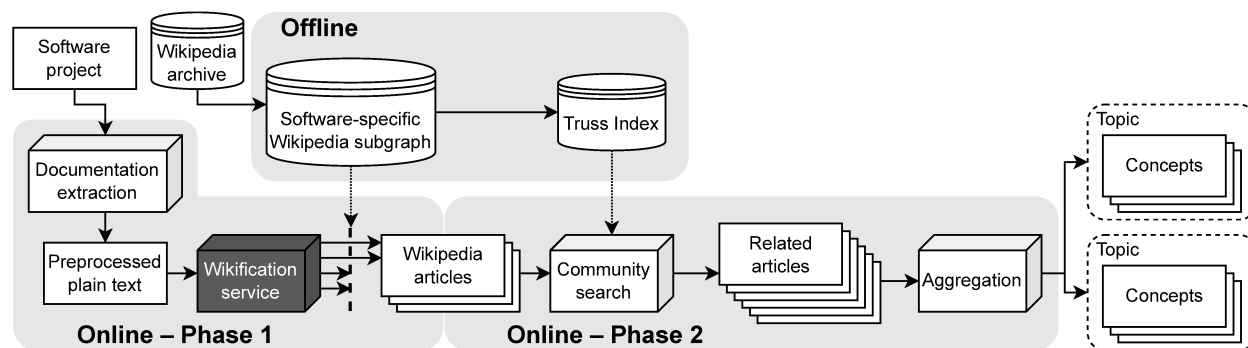 Offline
Software
project
Wikipedia
archive
Software-specific
Wikipedia subgraph
Truss Index
Documentation
extraction
Preprocessed
plain text
Wikification
service
Wikipedia
articles
Community
search
Related
articles
Aggregation
Topic
Concepts
Topic
Concepts
Online – Phase 1
Online – Phase 2